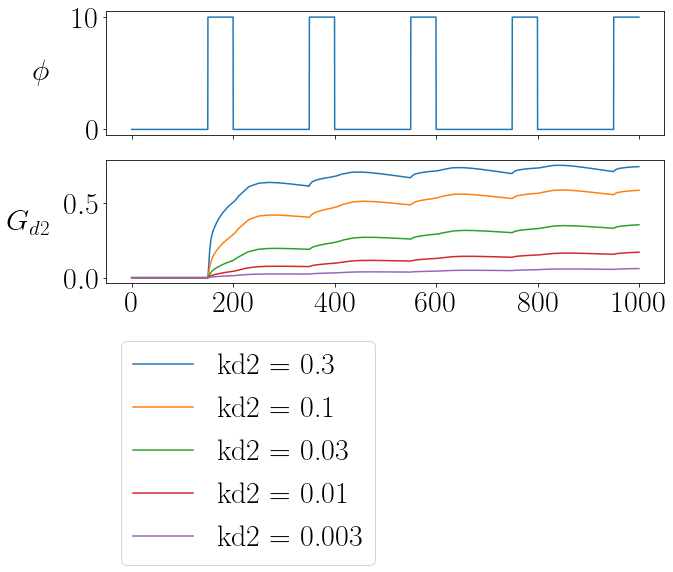 10
ϕ
0
0.5
G_{d2}
0.0
0 200 400 600 800 1000
kd2 = 0.3
kd2 = 0.1
kd2 = 0.03
kd2 = 0.01
kd2 = 0.003